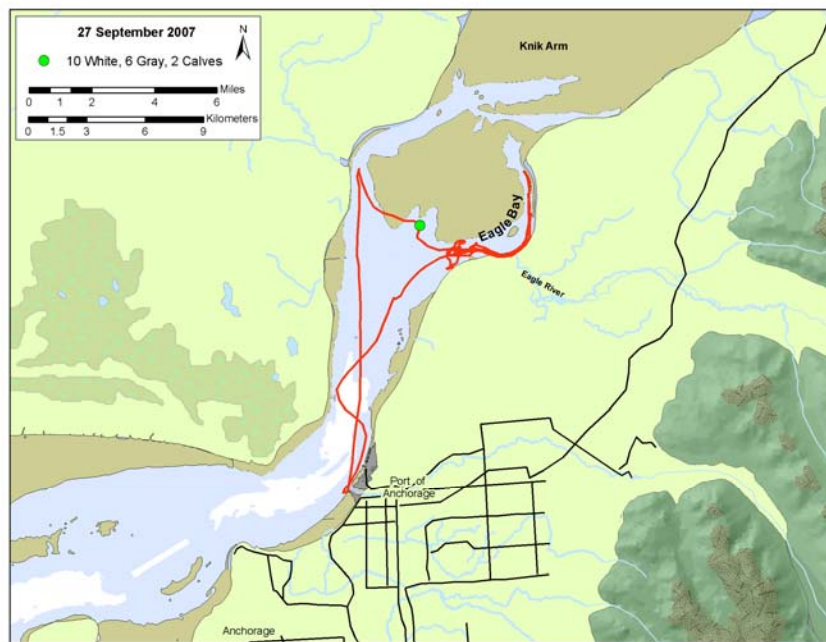 27 September 2007
N
10 White, 6 Gray, 2 Calves
Miles
0 1 2 4 6
Kilometers
0 1.5 3 6 9
Knik Arm
Eagle Bay
Eagle River
Port of
Anchorage
Anchorage